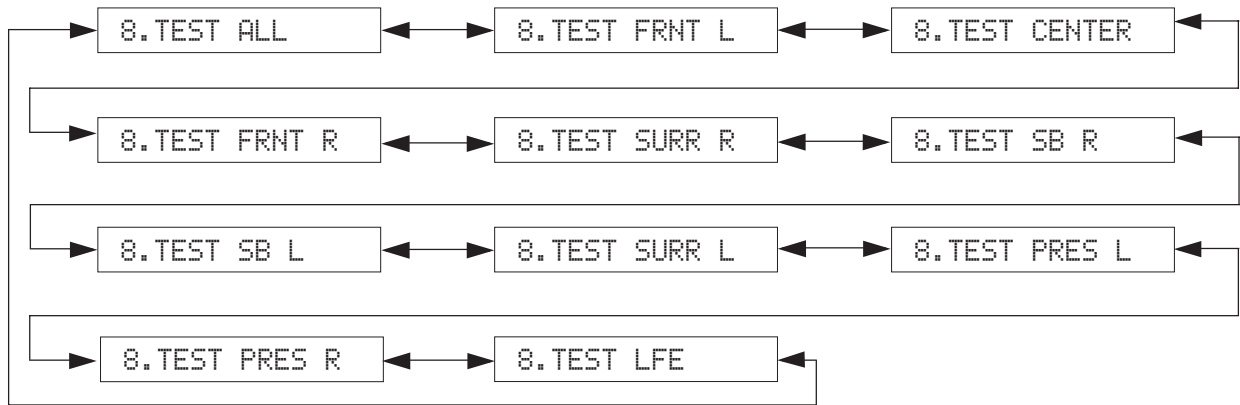 8.TEST ALL
8.TEST FRNT L
8.TEST CENTER
8.TEST FRNT R
8.TEST SURR R
8.TEST SB R
8.TEST SB L
8.TEST SURR L
8.TEST PRES L
8.TEST PRES R
8.TEST LFE